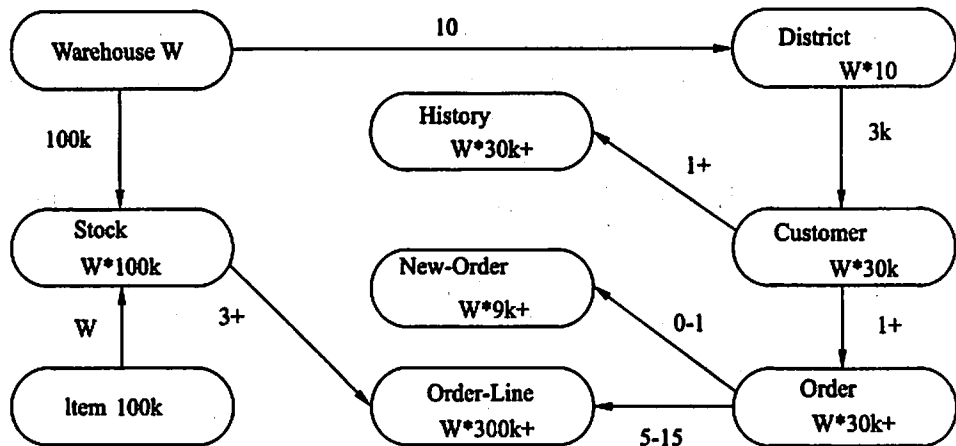 10
Warehouse W
District
W*10
History
W*30k+
100k
3k
1+
Stock
W*100k
Customer
W*30k
New-Order
W*9k+
W
3+
0-1
1+
Item 100k
Order-Line
W*300k+
Order
W*30k+
5-15